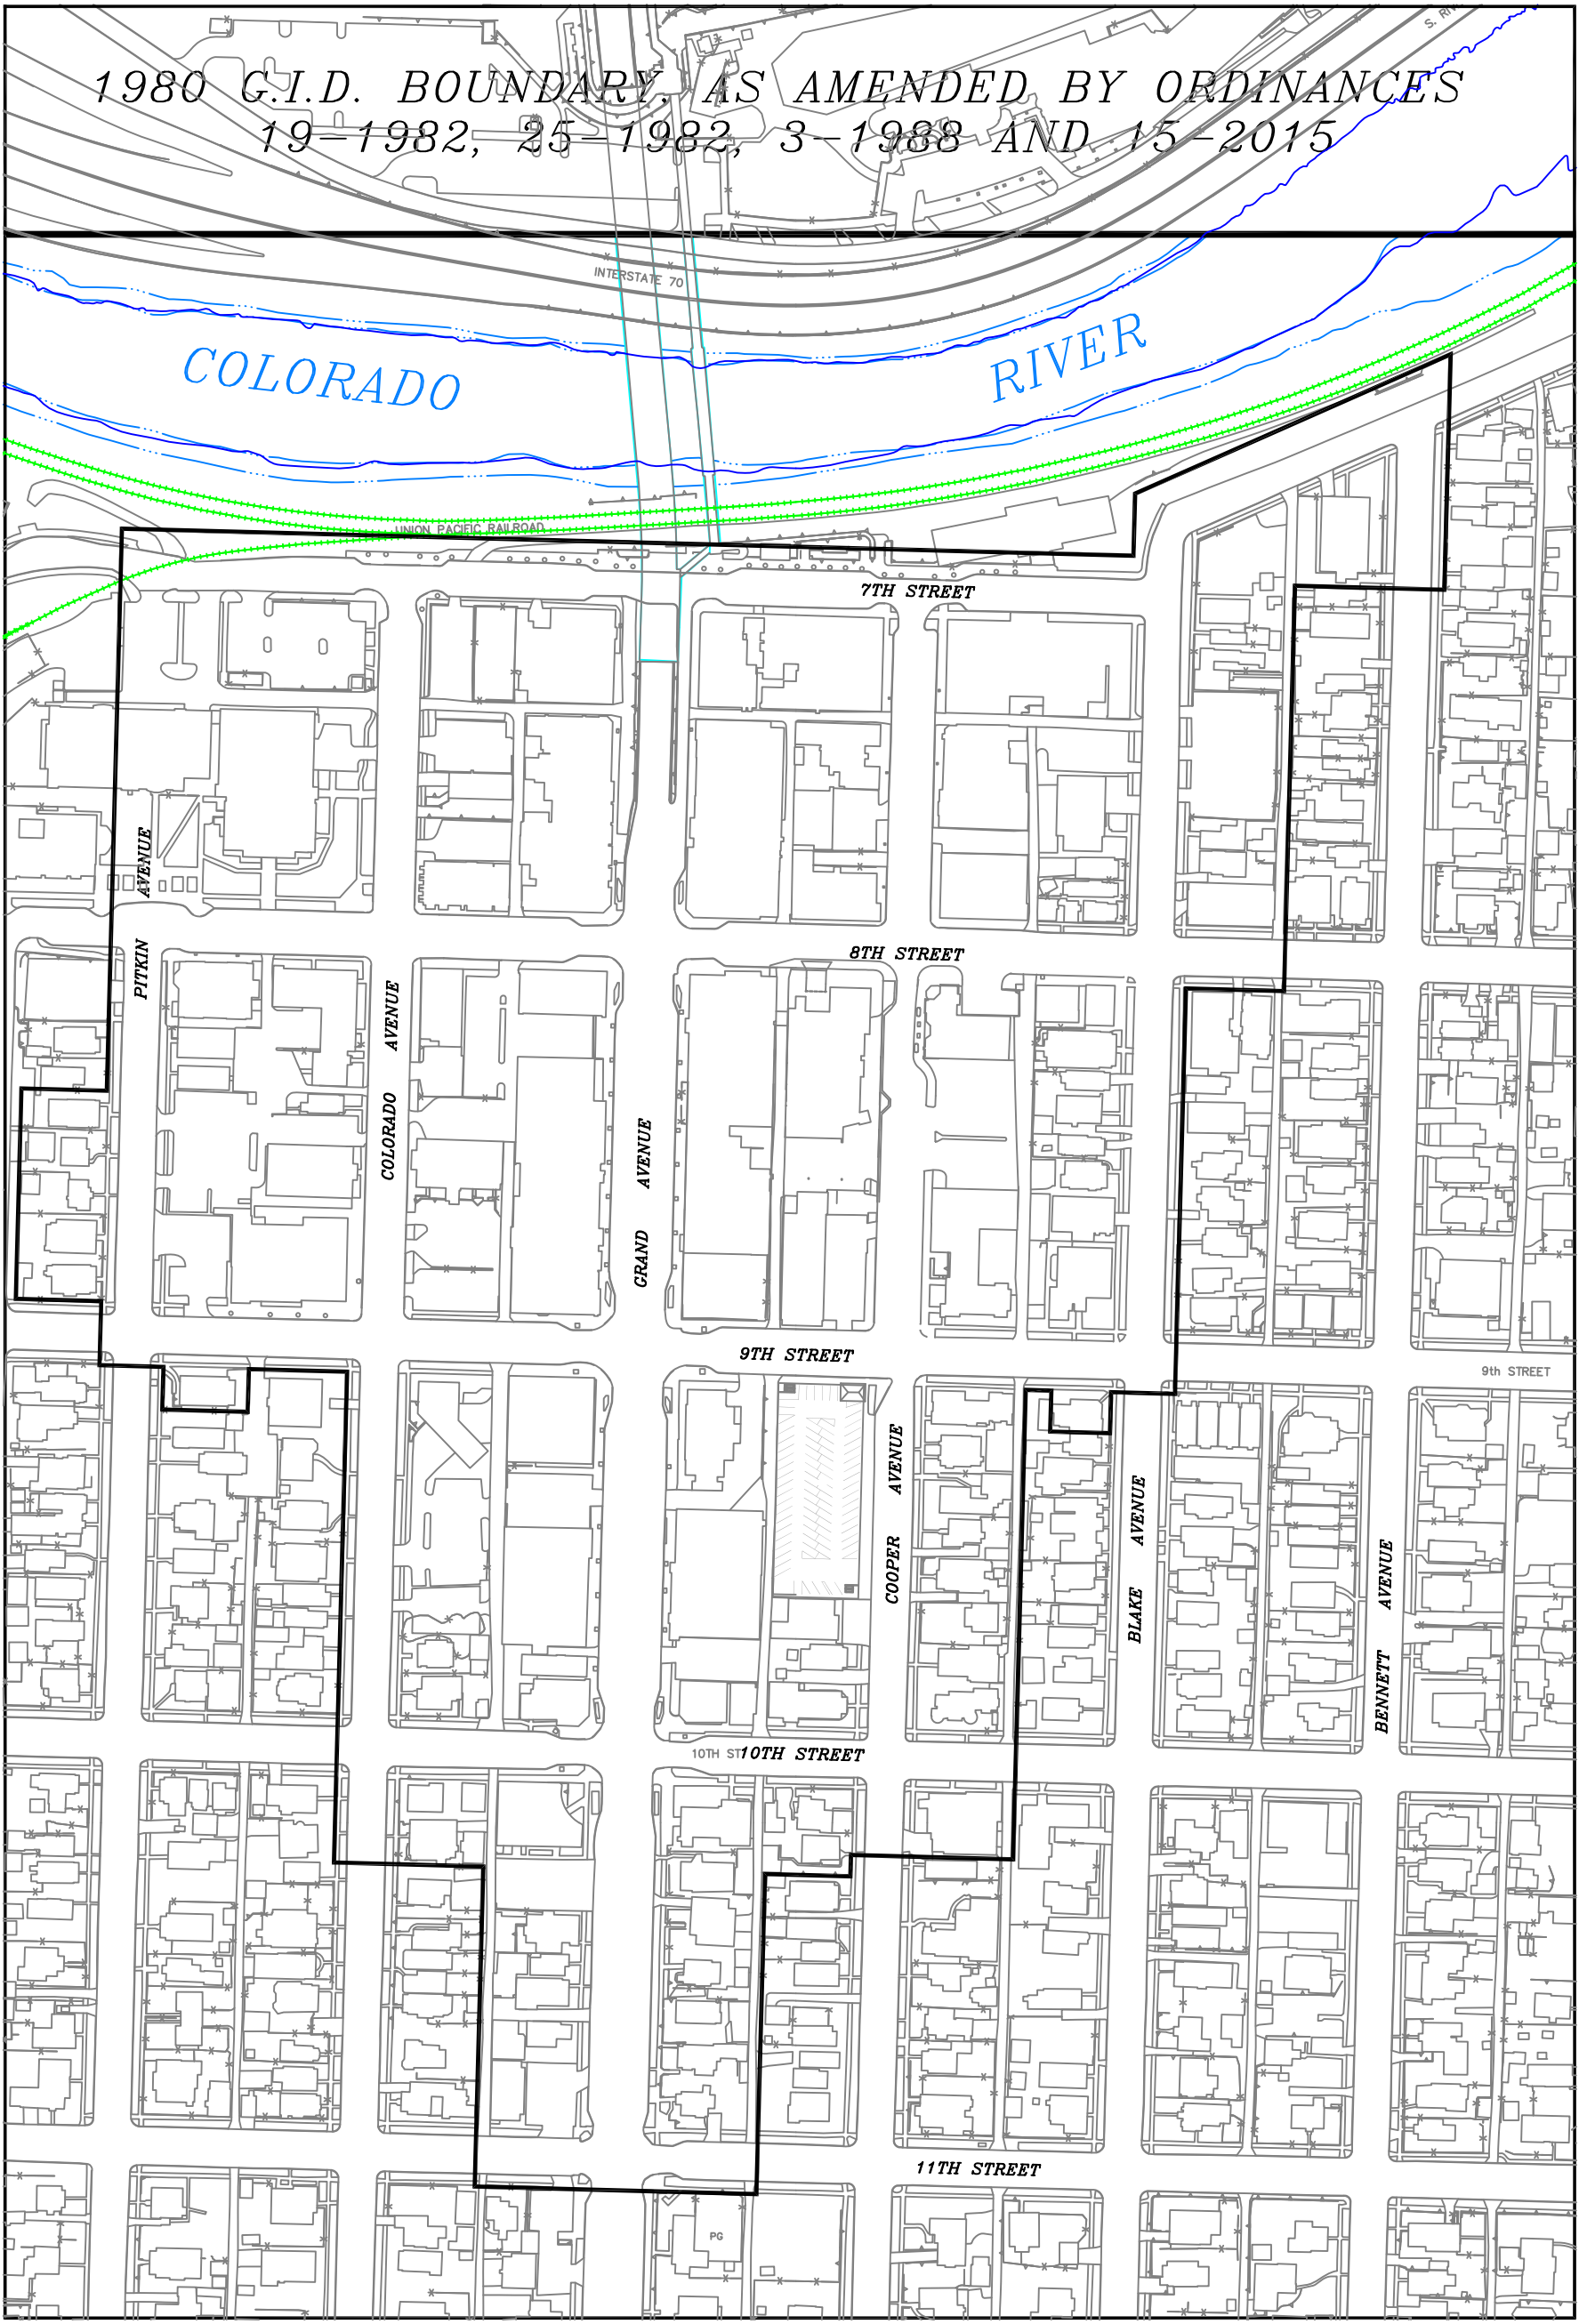 S. RIV
1980 G.I.D. BOUNDARY, AS AMENDED BY ORDINANCES
19-1982, 25-1982, 3-1988 AND 15-2015
INTERSTATE 70
COLORADO
RIVER
UNION PACIFIC RAILROAD
7TH STREET
PITKIN AVENUE
8TH STREET
COLORADO AVENUE
GRAND AVENUE
9TH STREET
9th STREET
COOPER AVENUE
BLAKE AVENUE
BENNETT AVENUE
10TH ST
10TH STREET
11TH STREET
PG